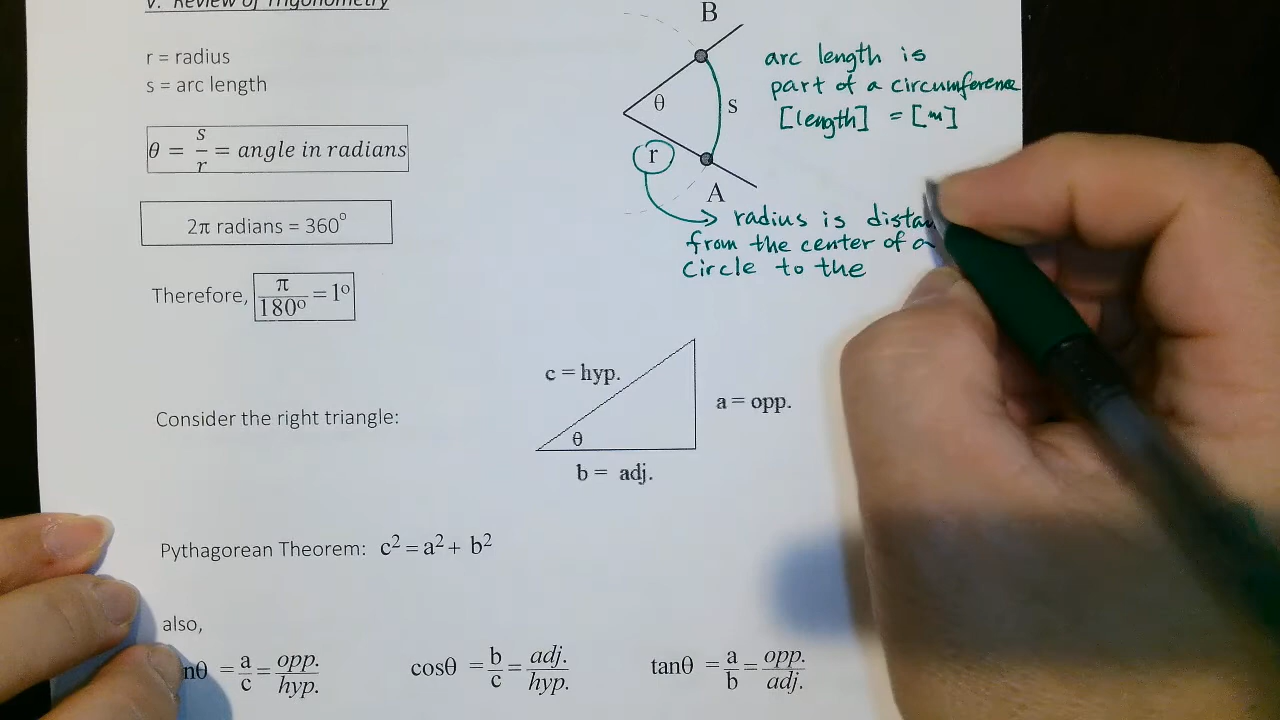 V. Review of Trigonometry
r = radius
s = arc length
θ = s/r = angle in radians
2π radians = 360°
Therefore, π/180° = 1°
B
θ
s
r
A
arc length is
part of a circumference
[length] = [m]
radius is
from the center of a
circle to the
Consider the right triangle:
c = hyp.
a = opp.
θ
b = adj.
Pythagorean Theorem: c² = a² + b²
also,
nθ = a/c = opp./hyp. cosθ = b/c = adj./hyp. tanθ = a/b = opp./adj.